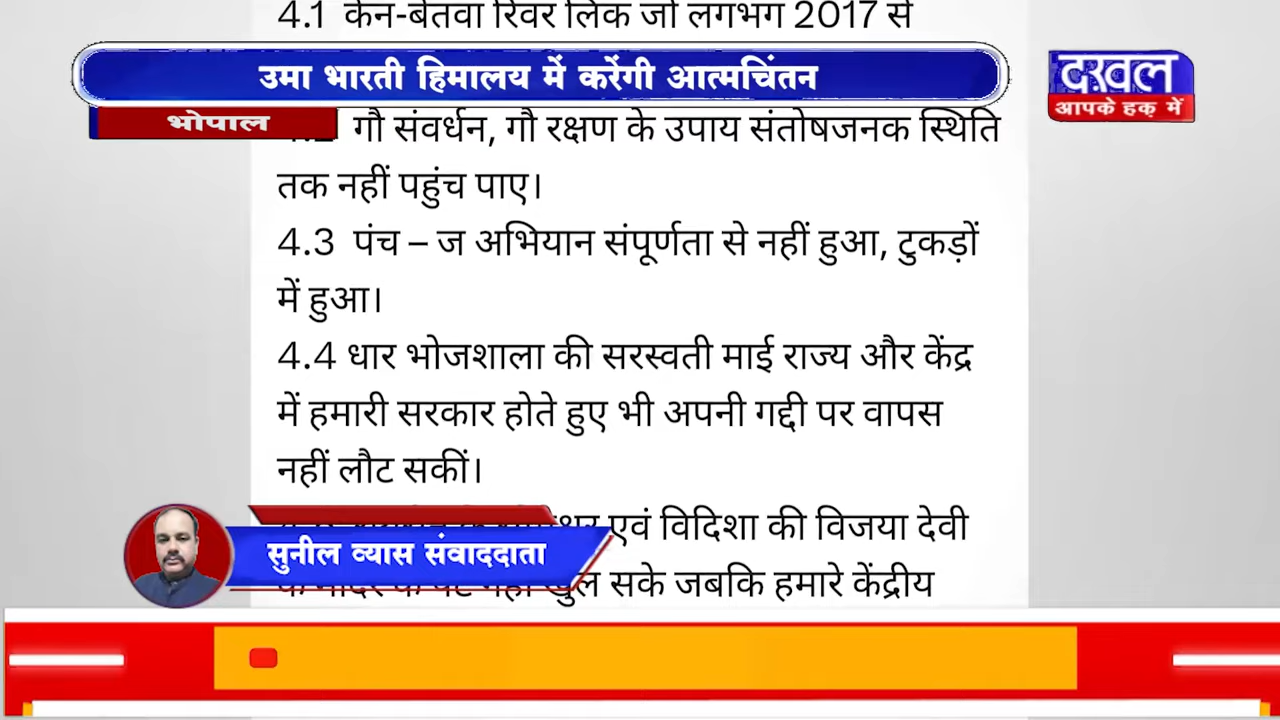 4.1 केन-बेतवा रिवर लिंक जो लगभग 2017 से
उमा भारती हिमालय में करेंगी आत्मचिंतन
दख़ल
आपके हक़ में
भोपाल
गौ संवर्धन, गौ रक्षण के उपाय संतोषजनक स्थिति
तक नहीं पहुंच पाए।
4.3 पंच – ज अभियान संपूर्णता से नहीं हुआ, टुकड़ों
में हुआ।
4.4 धार भोजशाला की सरस्वती माई राज्य और केंद्र
में हमारी सरकार होते हुए भी अपनी गद्दी पर वापस
नहीं लौट सकीं।
एवं विदिशा की विजया देवी
सुनील व्यास संवाददाता
खुल सके जबकि हमारे केंद्रीय